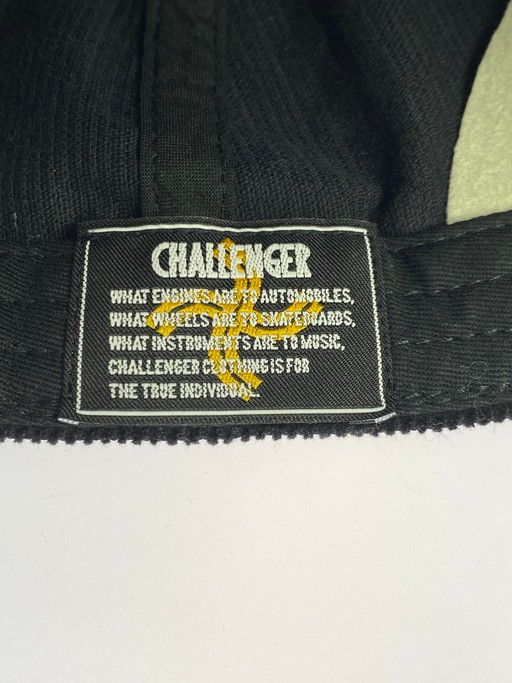 CHALLENGER
WHAT ENGINES ARE TO AUTOMOBILES,
WHAT WHEELS ARE TO SKATEBOARDS,
WHAT INSTRUMENTS ARE TO MUSIC,
CHALLENGER CLOTHING IS FOR
THE TRUE INDIVIDUAL.